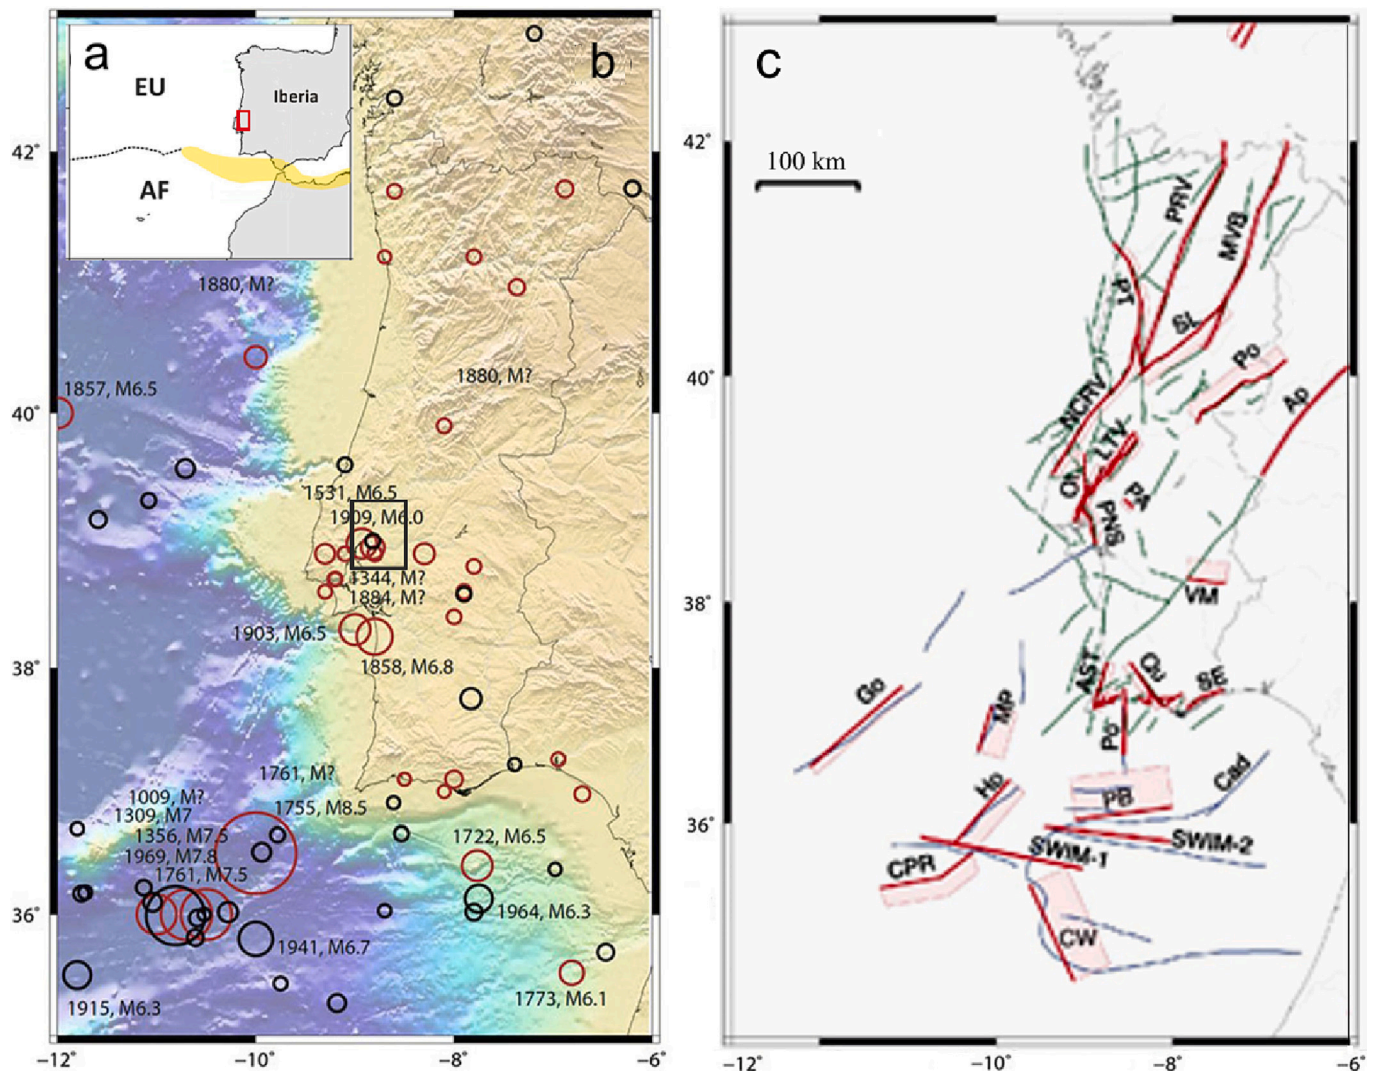 a
EU
Iberia
AF
b
42°
40°
38°
36°
1880, M?
1857, M6.5
1880, M?
1531, M6.5
1909, M6.0
1344, M?
1884, M?
1903, M6.5
1858, M6.8
1761, M?
1009, M?
1755, M8.5
1309, M7
1356, M7.5
1722, M6.5
1969, M7.8
1761, M7.5
1964, M6.3
1941, M6.7
1915, M6.3
1773, M6.1
−12°
−10°
−8°
−6°
c
100 km
42°
40°
38°
36°
PRV
MVB
PT
SL
Po
Ap
NCRV
LTV
ON
PA
PNS
VM
AST
QU
SE
Go
MP
Po
Ho
PB
Cad
SWIM-1
SWIM-2
CPR
CW
−12°
−10°
−8°
−6°